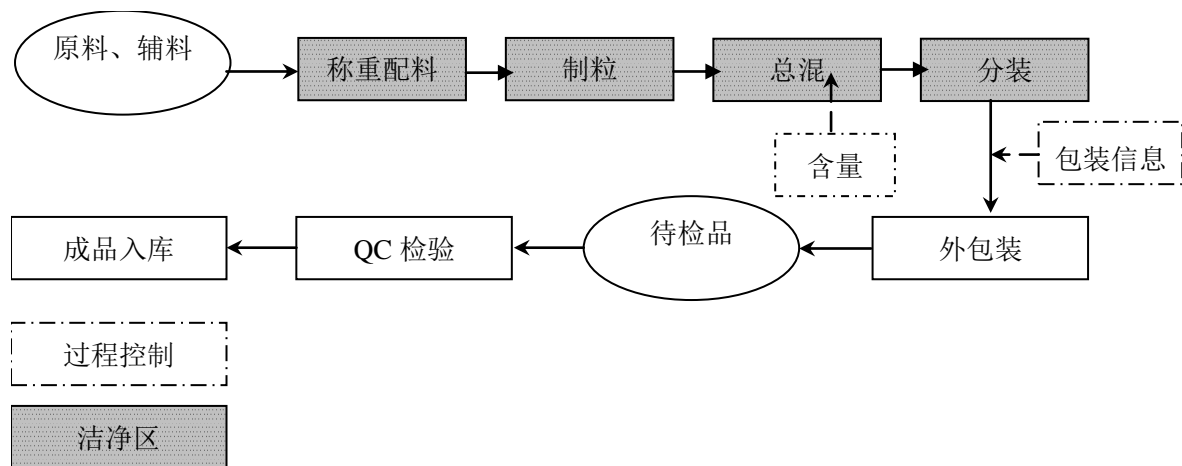 原料、辅料
称重配料
制粒
总混
分装
含量
包装信息
成品入库
QC 检验
待检品
外包装
过程控制
洁净区